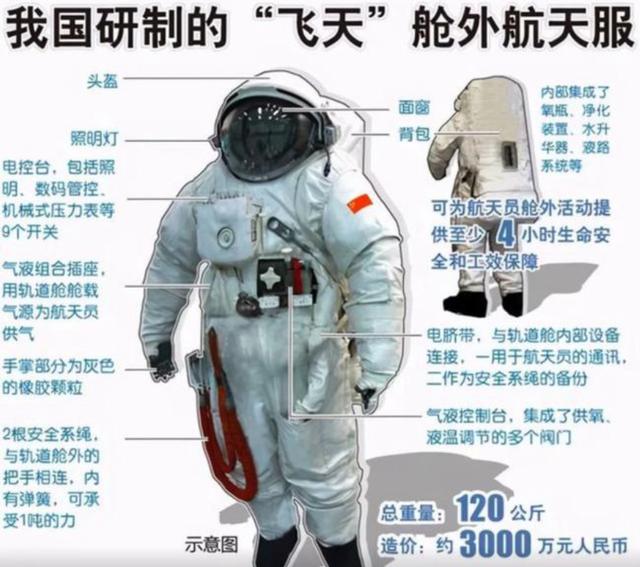 我国研制的“飞天”舱外航天服
头盔
照明灯
电控台，包括照
明、数码管控、
机械式压力表等
9个开关
气液组合插座，
用轨道舱舱载
气源为航天员
供气
手掌部分为灰色
的橡胶颗粒
2根安全系绳，
与轨道舱外的
把手相连，内
有弹簧，可承
受1吨的力
面窗
背包
内部集成了
氧瓶、净化
装置、水升
华器、液路
系统等
可为航天员舱外活动提
供至少4小时生命安
全和工效保障
电脐带，与轨道舱内部设备
连接，一用于航天员的通讯，
二作为安全系绳的备份
气液控制台，集成了供氧、
液温调节的多个阀门
示意图
总重量：120公斤
造价：约3000万元人民币